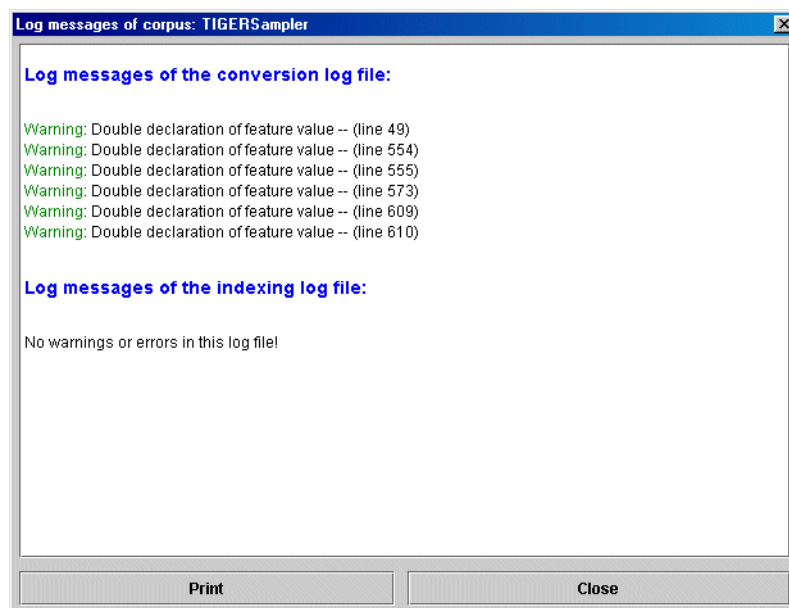 Log messages of corpus: TIGERSampler
Log messages of the conversion log file:
Warning: Double declaration of feature value -- (line 49)
Warning: Double declaration of feature value -- (line 554)
Warning: Double declaration of feature value -- (line 555)
Warning: Double declaration of feature value -- (line 573)
Warning: Double declaration of feature value -- (line 609)
Warning: Double declaration of feature value -- (line 610)
Log messages of the indexing log file:
No warnings or errors in this log file!
Print Close